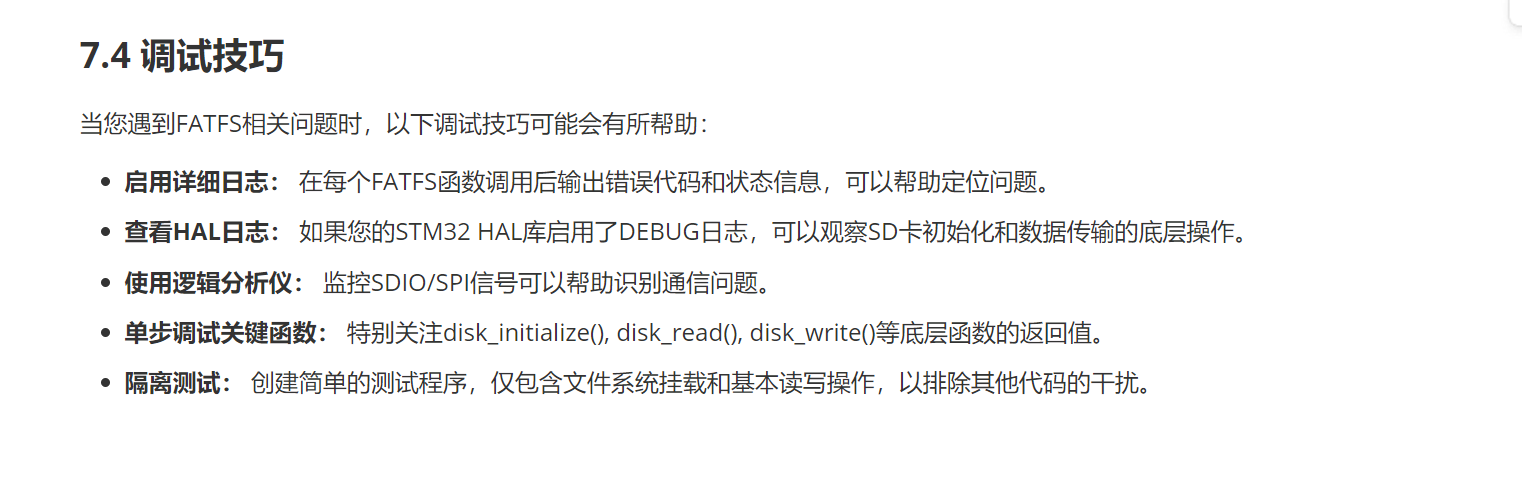 7.4 调试技巧
当您遇到FATFS相关问题时，以下调试技巧可能会有所帮助：
• 启用详细日志： 在每个FATFS函数调用后输出错误代码和状态信息，可以帮助定位问题。
• 查看HAL日志： 如果您的STM32 HAL库启用了DEBUG日志，可以观察SD卡初始化和数据传输的底层操作。
• 使用逻辑分析仪： 监控SDIO/SPI信号可以帮助识别通信问题。
• 单步调试关键函数： 特别关注disk_initialize(), disk_read(), disk_write()等底层函数的返回值。
• 隔离测试： 创建简单的测试程序，仅包含文件系统挂载和基本读写操作，以排除其他代码的干扰。